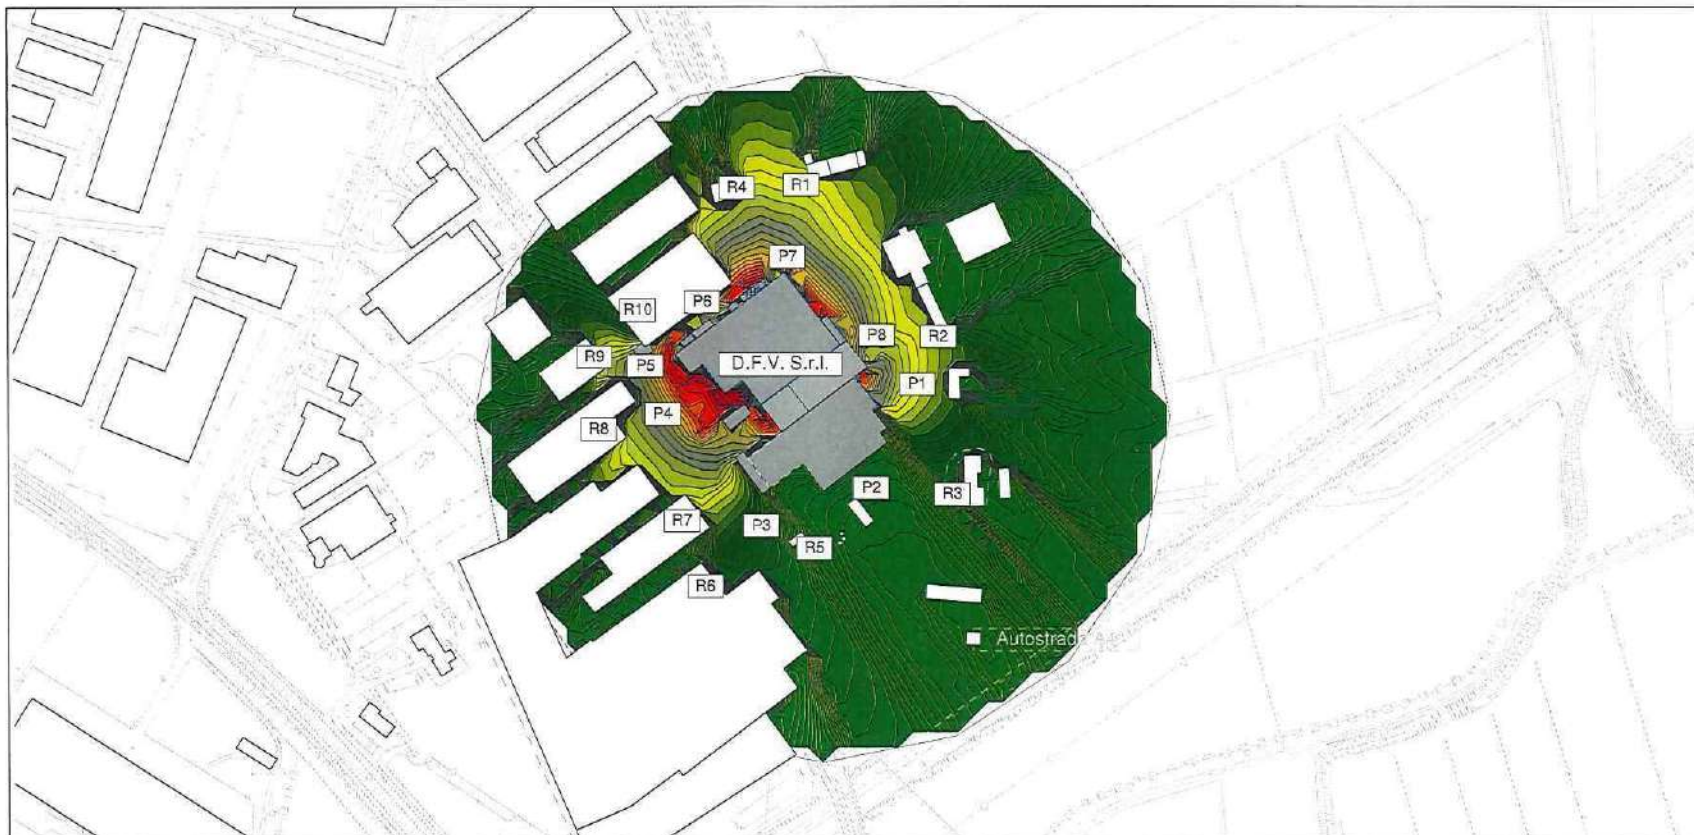 R4
R1
P7
P6
R10
P8
R2
R9
P5
D.F.V. S.r.l.
P1
P4
R8
P2
R3
R7
P3
R5
R6
Autostrada